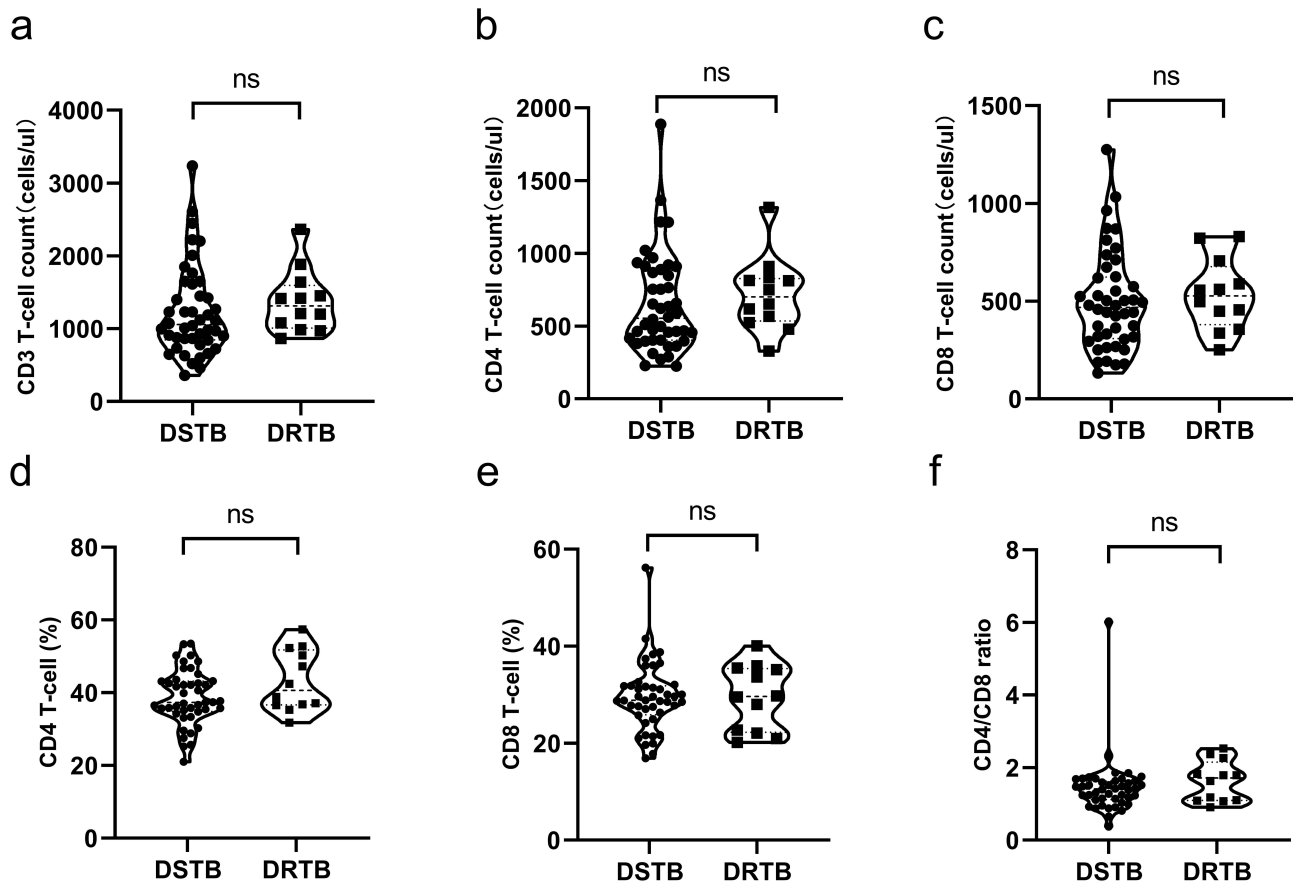 a
ns
CD3 T-cell count(cells/ul)
4000
3000
2000
1000
0
DSTB DRTB
b
ns
CD4 T-cell count(cells/ul)
2000
1500
1000
500
0
DSTB DRTB
c
ns
CD8 T-cell count(cells/ul)
1500
1000
500
0
DSTB DRTB
d
ns
CD4 T-cell (%)
80
60
40
20
0
DSTB DRTB
e
ns
CD8 T-cell (%)
60
40
20
0
DSTB DRTB
f
ns
CD4/CD8 ratio
8
6
4
2
0
DSTB DRTB